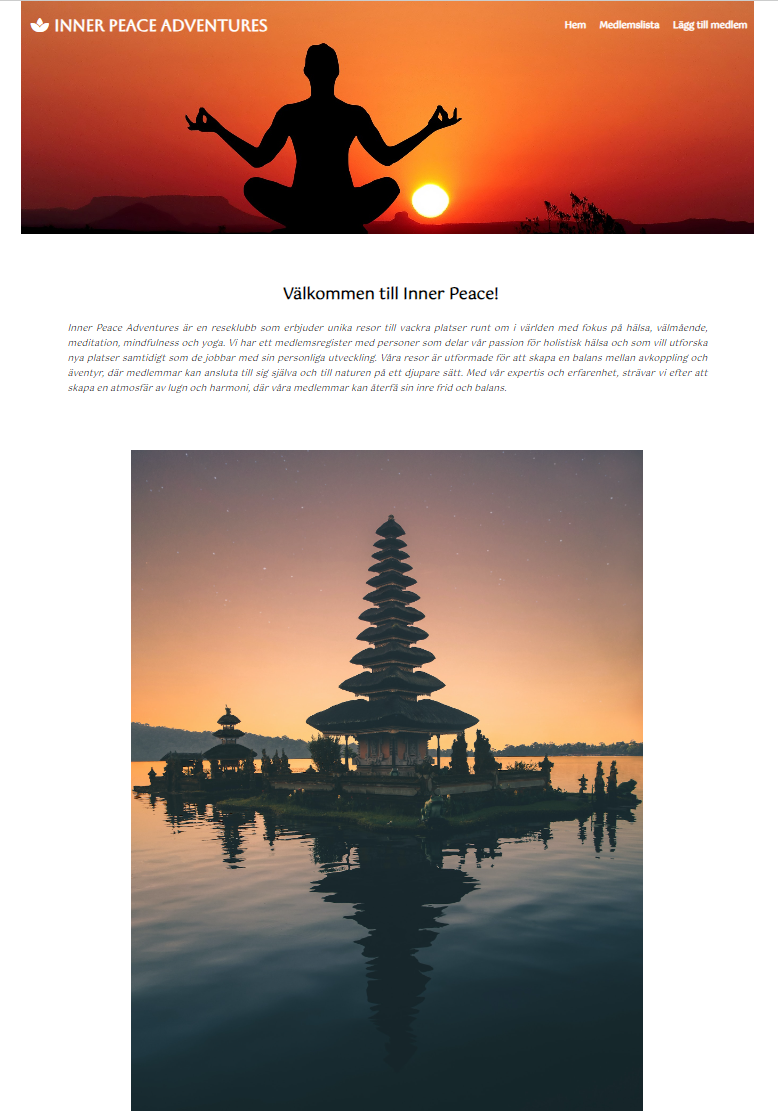 INNER PEACE ADVENTURES
Hem Medlemslista Lägg till medlem
Välkommen till Inner Peace!
Inner Peace Adventures är en reseklubb som erbjuder unika resor till vackra platser runt om i världen med fokus på hälsa, välmående,
meditation, mindfulness och yoga. Vi har ett medlemsregister med personer som delar vår passion för holistisk hälsa och som vill utforska
nya platser samtidigt som de jobbar med sin personliga utveckling. Våra resor är utformade för att skapa en balans mellan avkoppling och
äventyr, där medlemmar kan ansluta till sig själva och till naturen på ett djupare sätt. Med vår expertis och erfarenhet, strävar vi efter att
skapa en atmosfär av lugn och harmoni, där våra medlemmar kan återfå sin inre frid och balans.